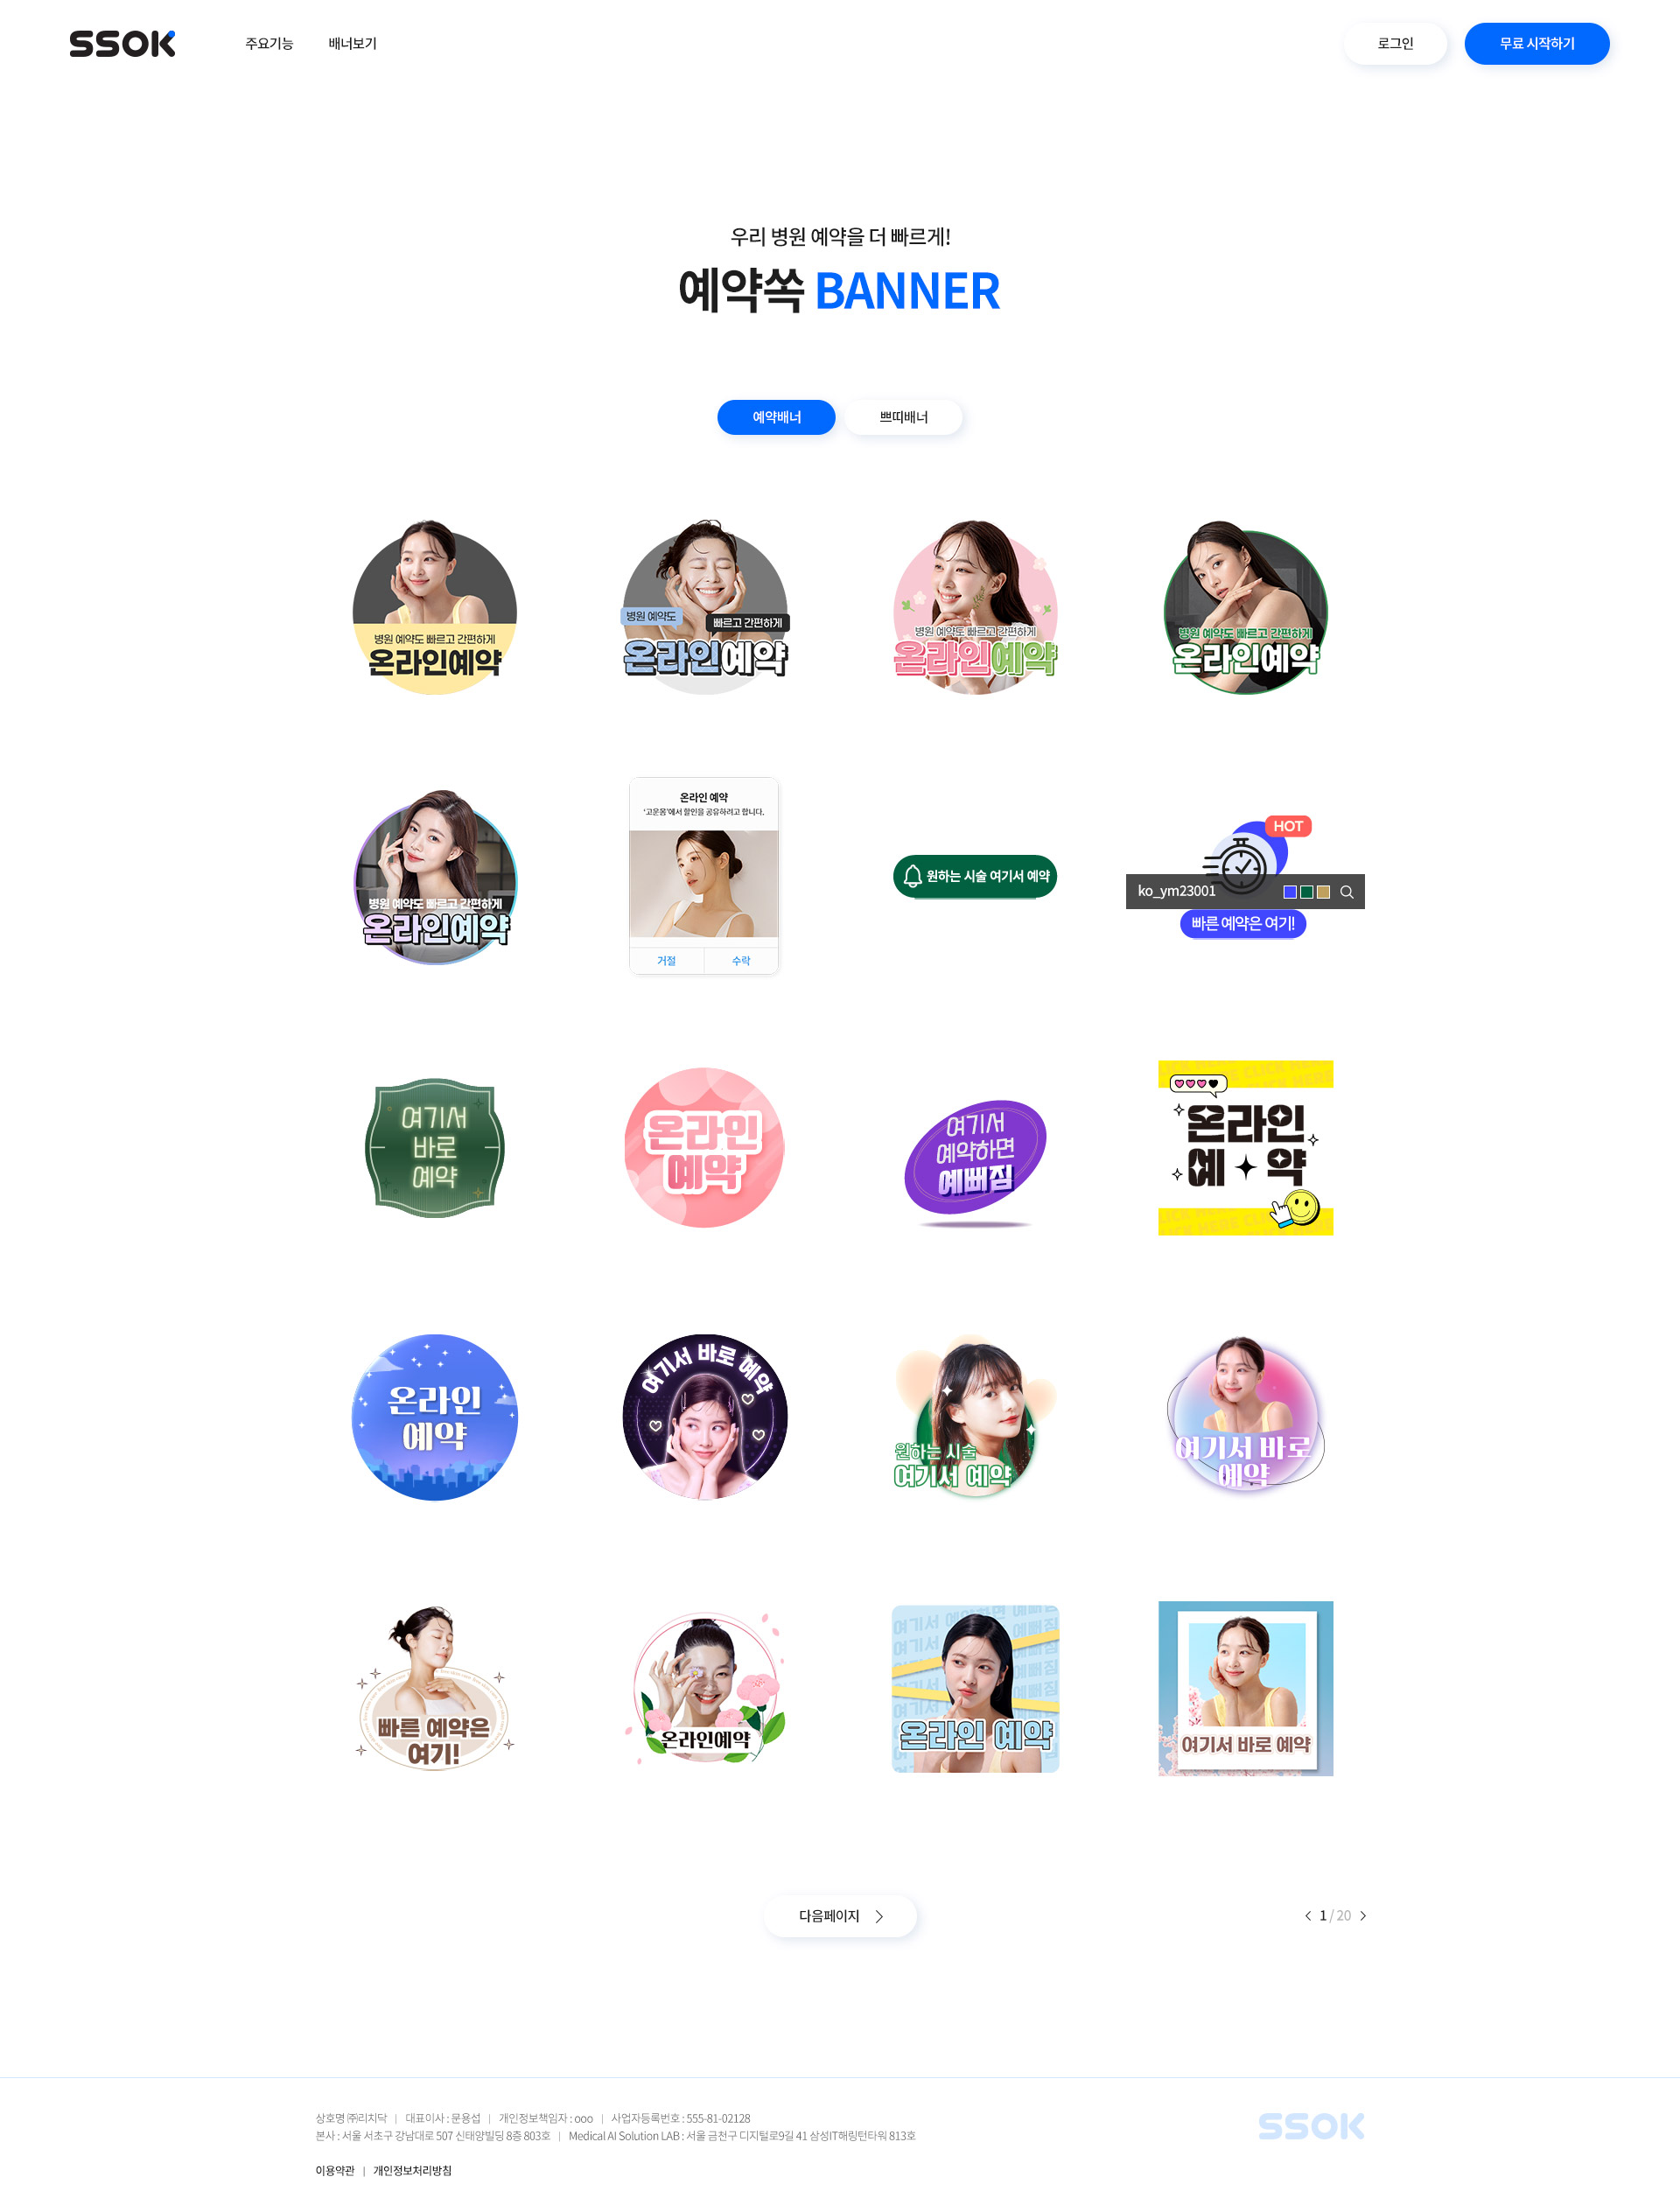 SSOK 주요기능 배너보기 로그인 무료 시작하기
우리 병원 예약을 더 빠르게!
예약쏙 BANNER
예약배너 쁘띠배너
병원 예약도 빠르고 간편하게
온라인예약
병원 예약도
빠르고 간편하게
온라인예약
병원 예약도 빠르고 간편하게
온라인예약
병원 예약도 빠르고 간편하게
온라인예약
병원 예약도 빠르고 간편하게
온라인예약
온라인 예약
'고운몸'에서 할인을 공유하려고 합니다.
거절 수락
원하는 시술 여기서 예약
HOT
ko_ym23001
빠른 예약은 여기!
여기서
바로
예약
온라인
예약
여기서
예약하면
예뻐짐
온라인
예약
온라인
예약
여기서 바로 예약
원하는 시술
여기서 예약
여기서 바로
예약
빠른 예약은
여기!
온라인예약
여기서 예약하면 예뻐짐
온라인 예약
여기서 바로 예약
다음페이지
1 / 20
상호명 ㈜리치닥 | 대표이사 : 문용섭 | 개인정보책임자 : ooo | 사업자등록번호 : 555-81-02128
본사 : 서울 서초구 강남대로 507 신태양빌딩 8층 803호 | Medical AI Solution LAB : 서울 금천구 디지털로9길 41 삼성IT해링턴타워 813호
이용약관 | 개인정보처리방침
SSOK